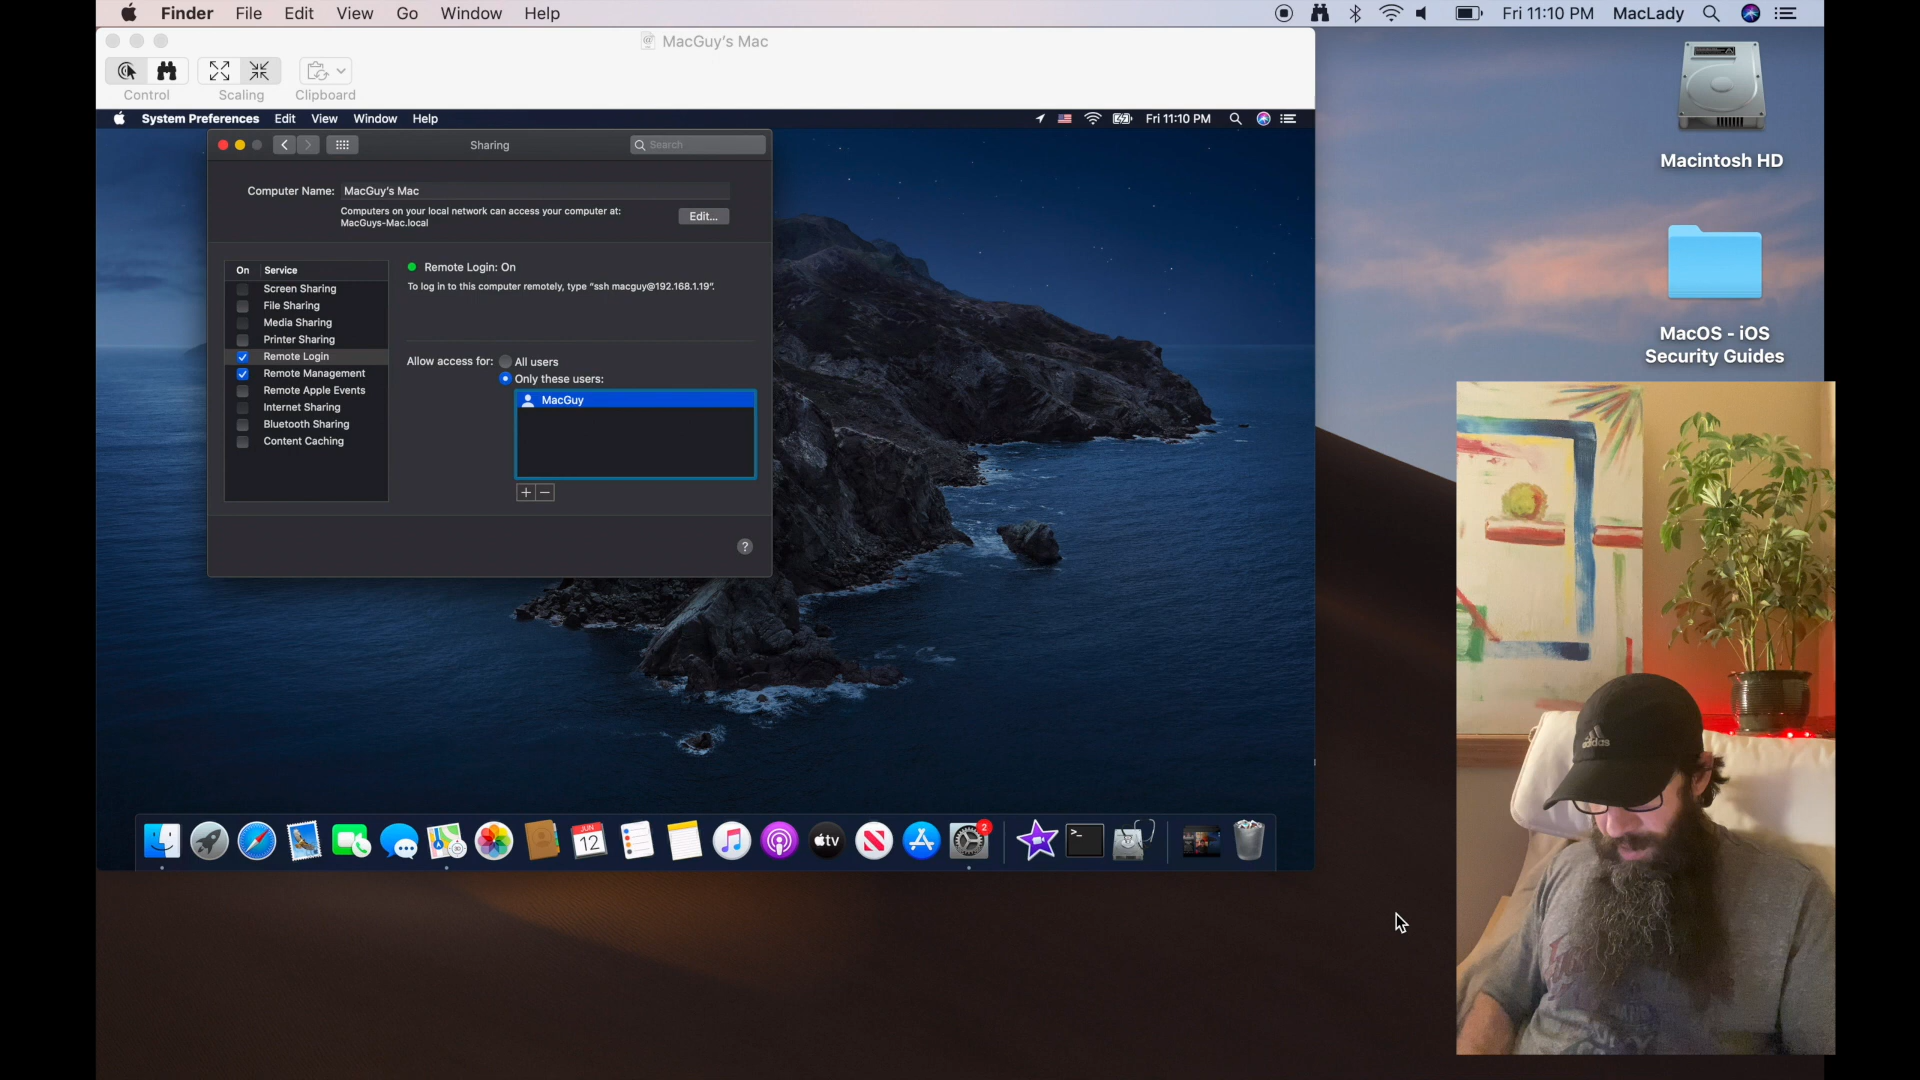 Finder File Edit View Go Window Help
Fri 11:10 PM MacLady
MacGuy's Mac
Control Scaling Clipboard
System Preferences Edit View Window Help
Fri 11:10 PM
Sharing
Search
Computer Name: MacGuy's Mac
Computers on your local network can access your computer at:
MacGuys-Mac.local
Edit...
On Service
Screen Sharing
File Sharing
Media Sharing
Printer Sharing
Remote Login
Remote Management
Remote Apple Events
Internet Sharing
Bluetooth Sharing
Content Caching
Remote Login: On
To log in to this computer remotely, type “ssh macguy@192.168.1.19”.
Allow access for: All users
Only these users:
MacGuy
+ −
?
JUN
12
tv
2
>_
Macintosh HD
MacOS - iOS
Security Guides
adidas